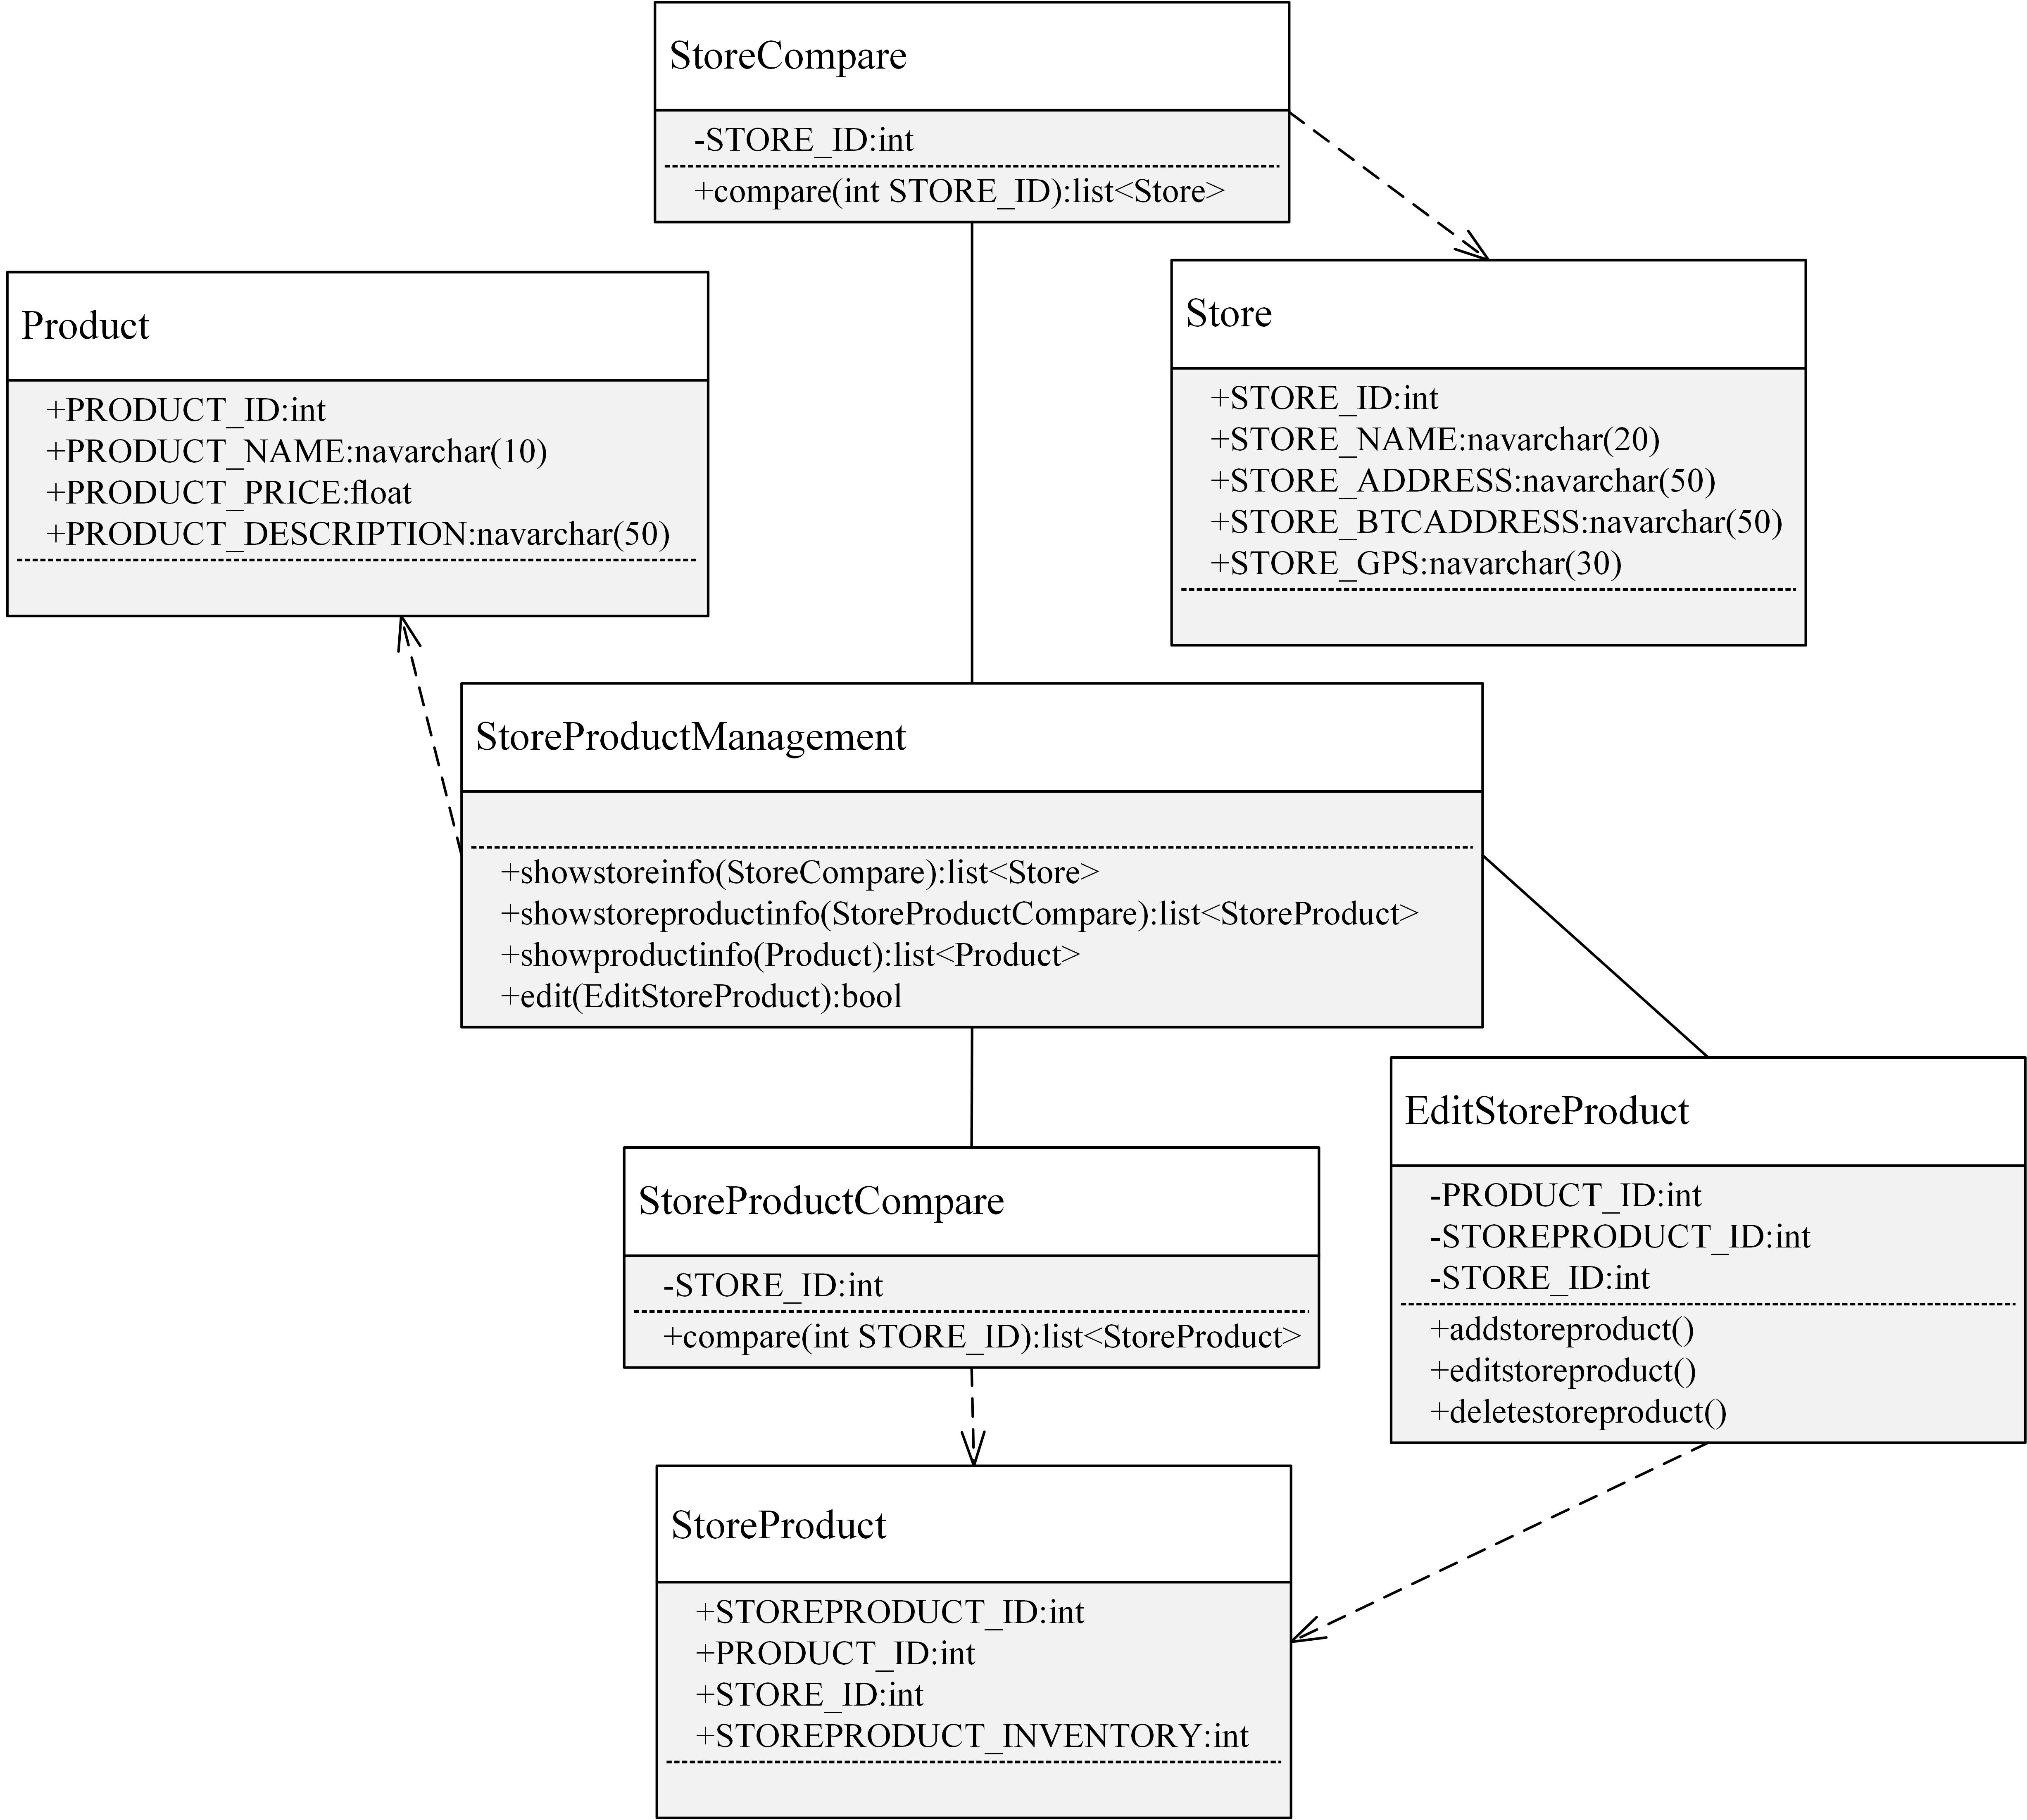 StoreCompare
-STORE_ID:int
+compare(int STORE_ID):list<Store>
Product
+PRODUCT_ID:int
+PRODUCT_NAME:navarchar(10)
+PRODUCT_PRICE:float
+PRODUCT_DESCRIPTION:navarchar(50)
Store
+STORE_ID:int
+STORE_NAME:navarchar(20)
+STORE_ADDRESS:navarchar(50)
+STORE_BTCADDRESS:navarchar(50)
+STORE_GPS:navarchar(30)
StoreProductManagement
+showstoreinfo(StoreCompare):list<Store>
+showstoreproductinfo(StoreProductCompare):list<StoreProduct>
+showproductinfo(Product):list<Product>
+edit(EditStoreProduct):bool
EditStoreProduct
-PRODUCT_ID:int
-STOREPRODUCT_ID:int
-STORE_ID:int
+addstoreproduct()
+editstoreproduct()
+deletestoreproduct()
StoreProductCompare
-STORE_ID:int
+compare(int STORE_ID):list<StoreProduct>
StoreProduct
+STOREPRODUCT_ID:int
+PRODUCT_ID:int
+STORE_ID:int
+STOREPRODUCT_INVENTORY:int